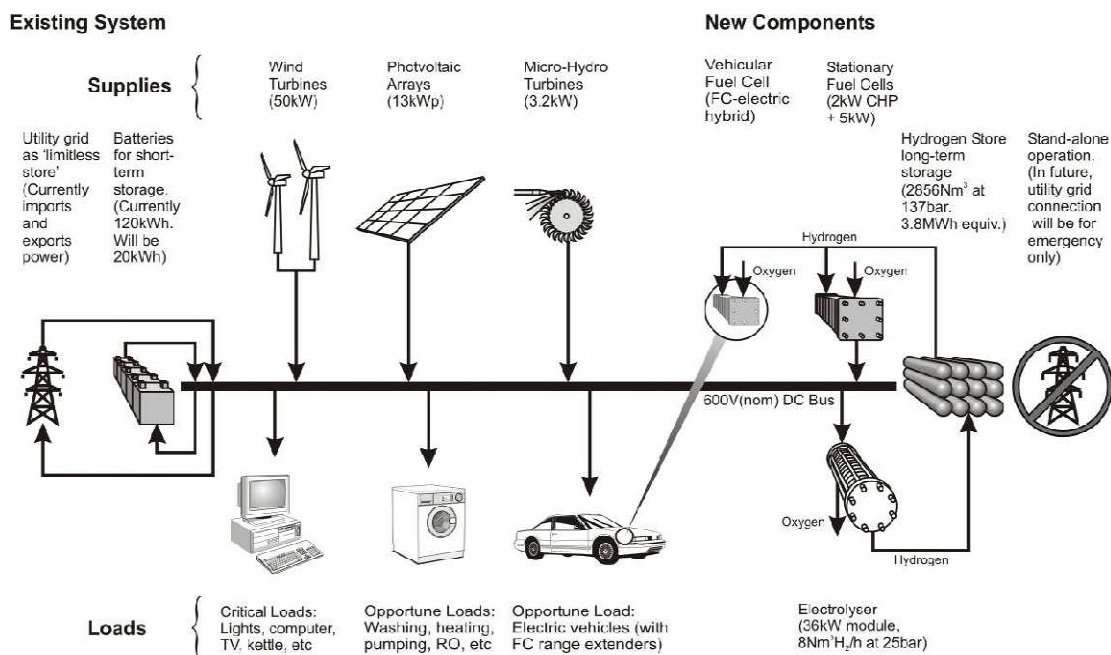 Existing System
New Components
Supplies
Wind
Turbines
(50kW)
Photvoltaic
Arrays
(13kWp)
Micro-Hydro
Turbines
(3.2kW)
Vehicular
Fuel Cell
(FC-electric
hybrid)
Stationary
Fuel Cells
(2kW CHP
+ 5kW)
Utility grid
as 'limitless
store'
(Currently
imports
and
exports
power)
Batteries
for short-
term
storage.
(Currently
120kWh.
Will be
20kWh)
Hydrogen Store
long-term
storage
(2856Nm³ at
137bar.
3.8MWh equiv.)
Stand-alone
operation.
(In future,
utility grid
connection
will be for
emergency
only)
Hydrogen
Oxygen
Oxygen
600V(nom) DC Bus
Oxygen
Hydrogen
Loads
Critical Loads:
Lights, computer,
TV, kettle, etc
Opportune Loads:
Washing, heating,
pumping, RO, etc
Opportune Load:
Electric vehicles (with
FC range extenders)
Electrolyser
(36kW module,
8Nm³H₂/h at 25bar)